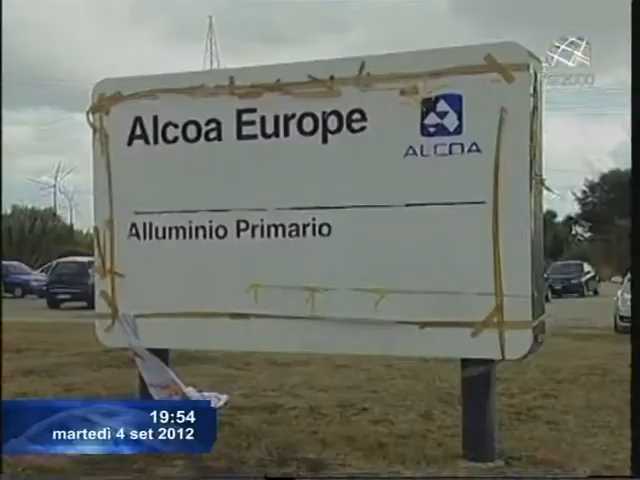 Alcoa Europe
ALCOA
Alluminio Primario
19:54
martedì 4 set 2012